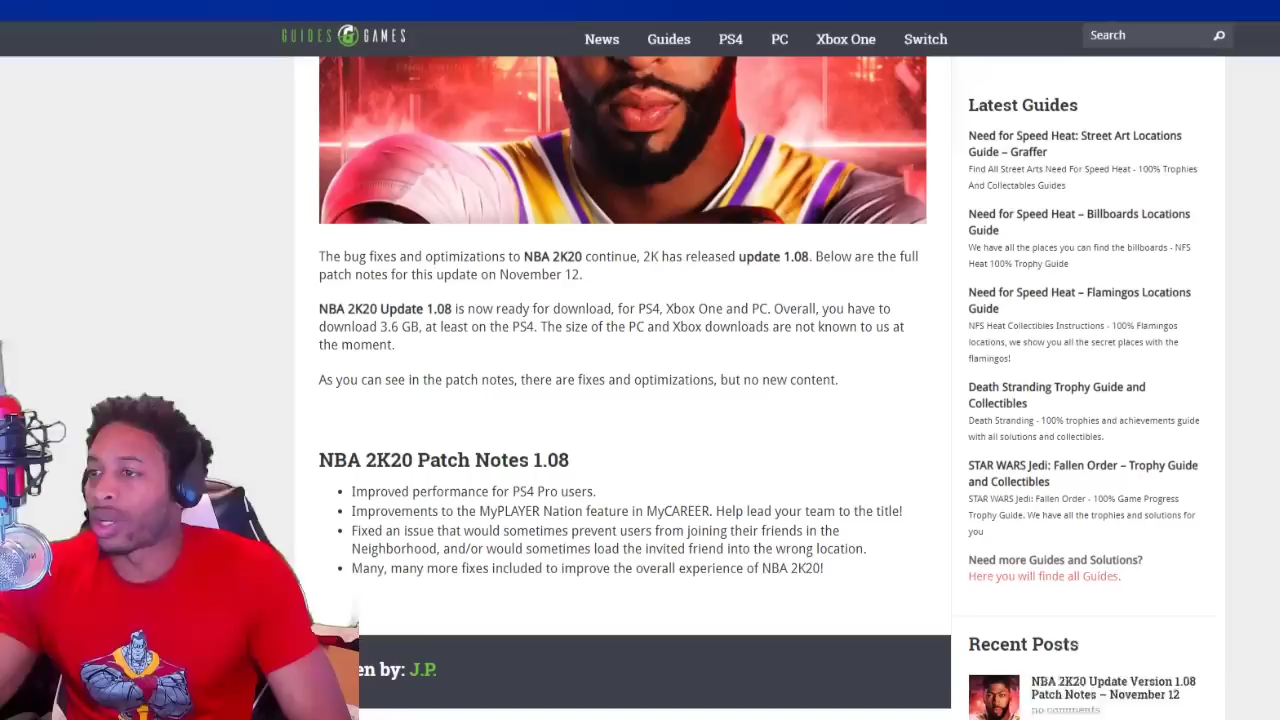 GUIDES GAMES
News Guides PS4 PC Xbox One Switch
Search
The bug fixes and optimizations to NBA 2K20 continue, 2K has released update 1.08. Below are the full
patch notes for this update on November 12.
NBA 2K20 Update 1.08 is now ready for download, for PS4, Xbox One and PC. Overall, you have to
download 3.6 GB, at least on the PS4. The size of the PC and Xbox downloads are not known to us at
the moment.
As you can see in the patch notes, there are fixes and optimizations, but no new content.
NBA 2K20 Patch Notes 1.08
• Improved performance for PS4 Pro users.
• Improvements to the MyPLAYER Nation feature in MyCAREER. Help lead your team to the title!
• Fixed an issue that would sometimes prevent users from joining their friends in the
Neighborhood, and/or would sometimes load the invited friend into the wrong location.
• Many, many more fixes included to improve the overall experience of NBA 2K20!
en by: J.P.
Latest Guides
Need for Speed Heat: Street Art Locations
Guide – Graffer
Find All Street Arts Need For Speed Heat - 100% Trophies
And Collectables Guides
Need for Speed Heat – Billboards Locations
Guide
We have all the places you can find the billboards - NFS
Heat 100% Trophy Guide
Need for Speed Heat – Flamingos Locations
Guide
NFS Heat Collectibles Instructions - 100% Flamingos
locations, we show you all the secret places with the
flamingos!
Death Stranding Trophy Guide and
Collectibles
Death Stranding - 100% trophies and achievements guide
with all solutions and collectibles.
STAR WARS Jedi: Fallen Order – Trophy Guide
and Collectibles
STAR WARS Jedi: Fallen Order - 100% Game Progress
Trophy Guide. We have all the trophies and solutions for
you
Need more Guides and Solutions?
Here you will finde all Guides.
Recent Posts
NBA 2K20 Update Version 1.08
Patch Notes – November 12
no comments